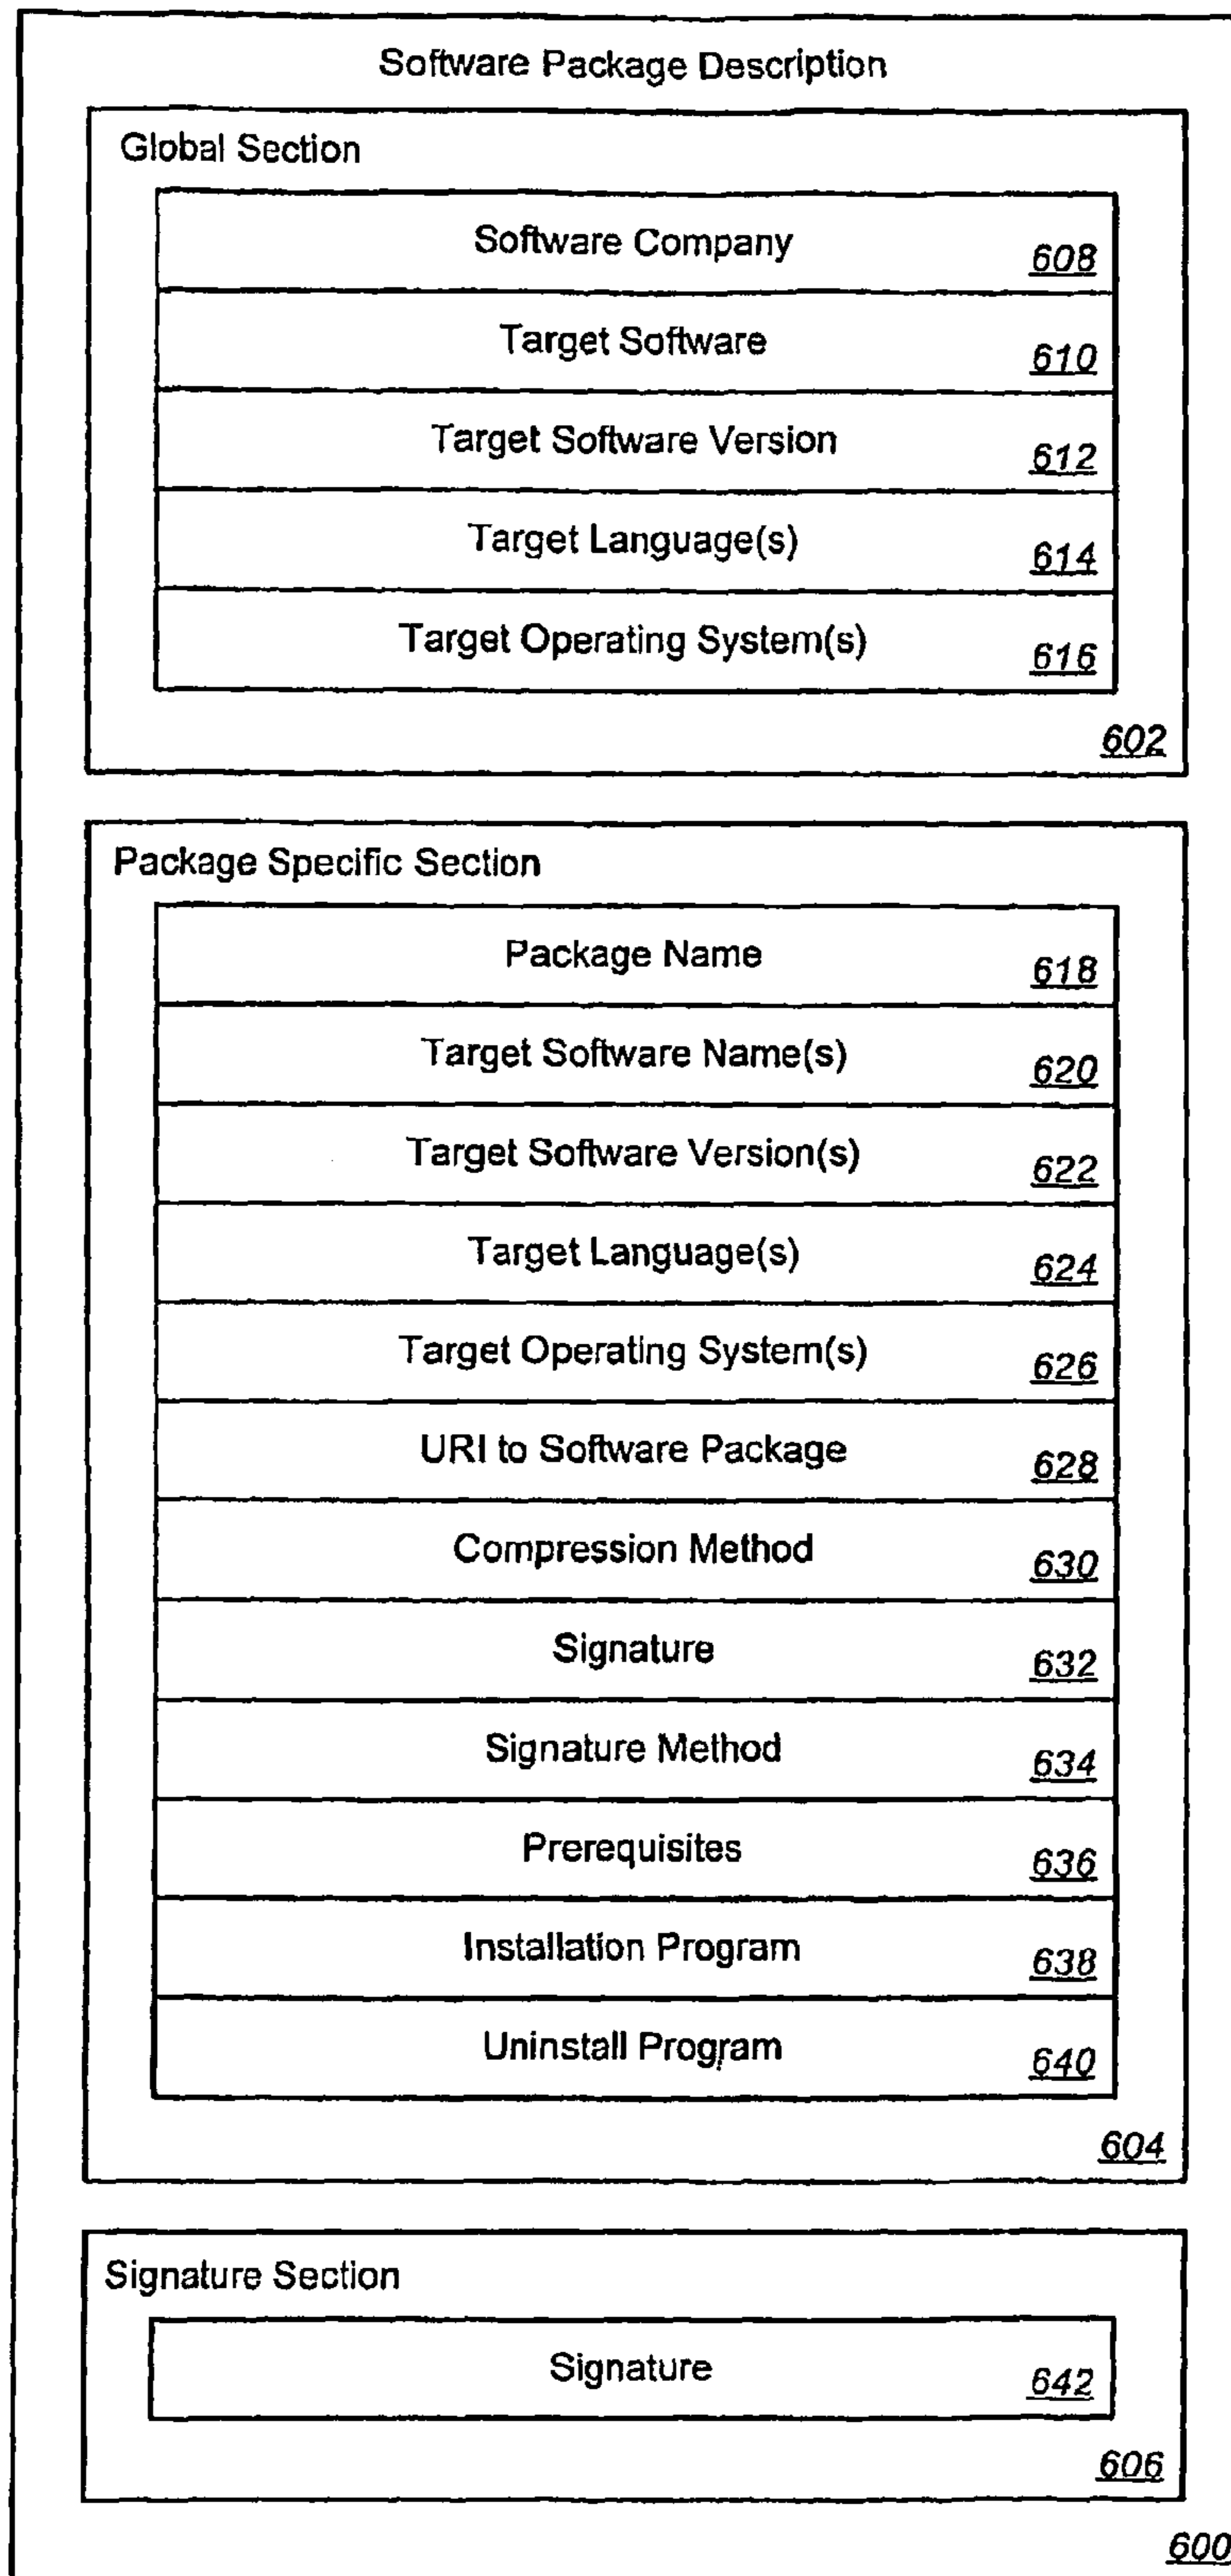 Software Package Description
Global Section
Software Company 608
Target Software 610
Target Software Version 612
Target Language(s) 614
Target Operating System(s) 616
602
Package Specific Section
Package Name 618
Target Software Name(s) 620
Target Software Version(s) 622
Target Language(s) 624
Target Operating System(s) 626
URI to Software Package 628
Compression Method 630
Signature 632
Signature Method 634
Prerequisites 636
Installation Program 638
Uninstall Program 640
604
Signature Section
Signature 642
606
600